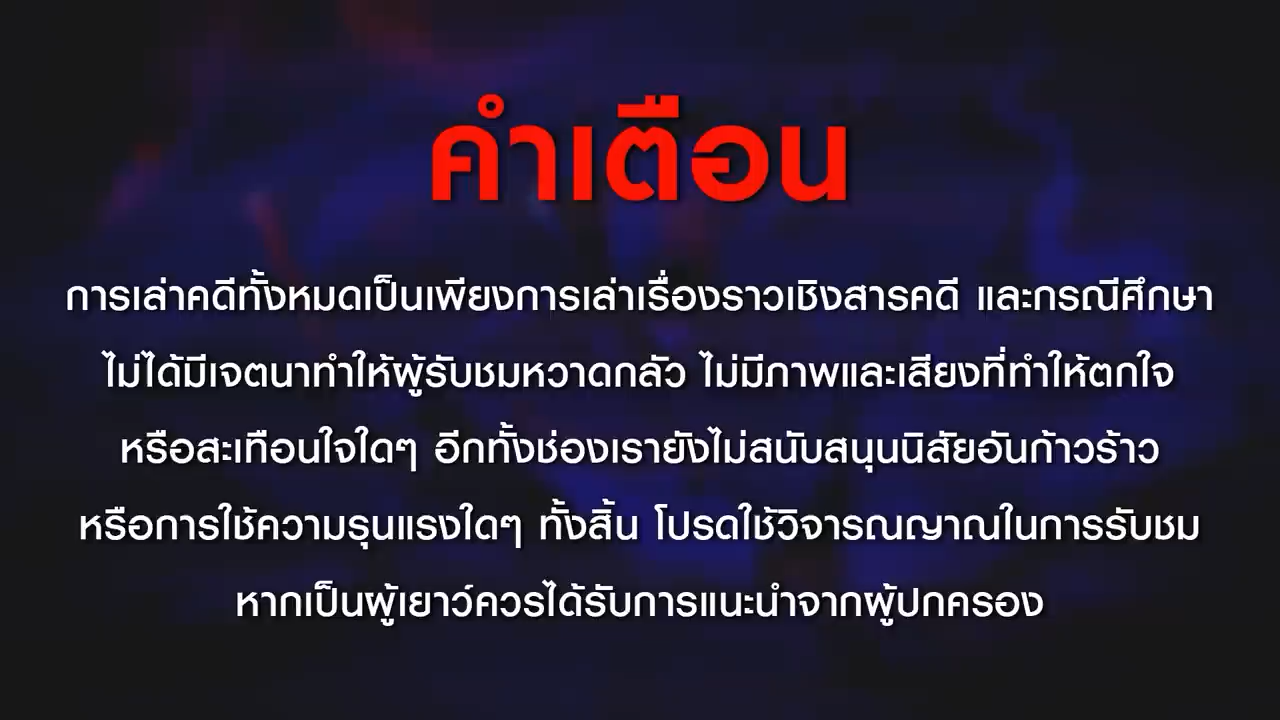 คำเตือน
การเล่าคดีทั้งหมดเป็นเพียงการเล่าเรื่องราวเชิงสารคดี และกรณีศึกษา
ไม่ได้มีเจตนาทำให้ผู้รับชมหวาดกลัว ไม่มีภาพและเสียงที่ทำให้ตกใจ
หรือสะเทือนใจใดๆ อีกทั้งช่องเรายังไม่สนับสนุนนิสัยอันก้าวร้าว
หรือการใช้ความรุนแรงใดๆ ทั้งสิ้น โปรดใช้วิจารณญาณในการรับชม
หากเป็นผู้เยาว์ควรได้รับการแนะนำจากผู้ปกครอง